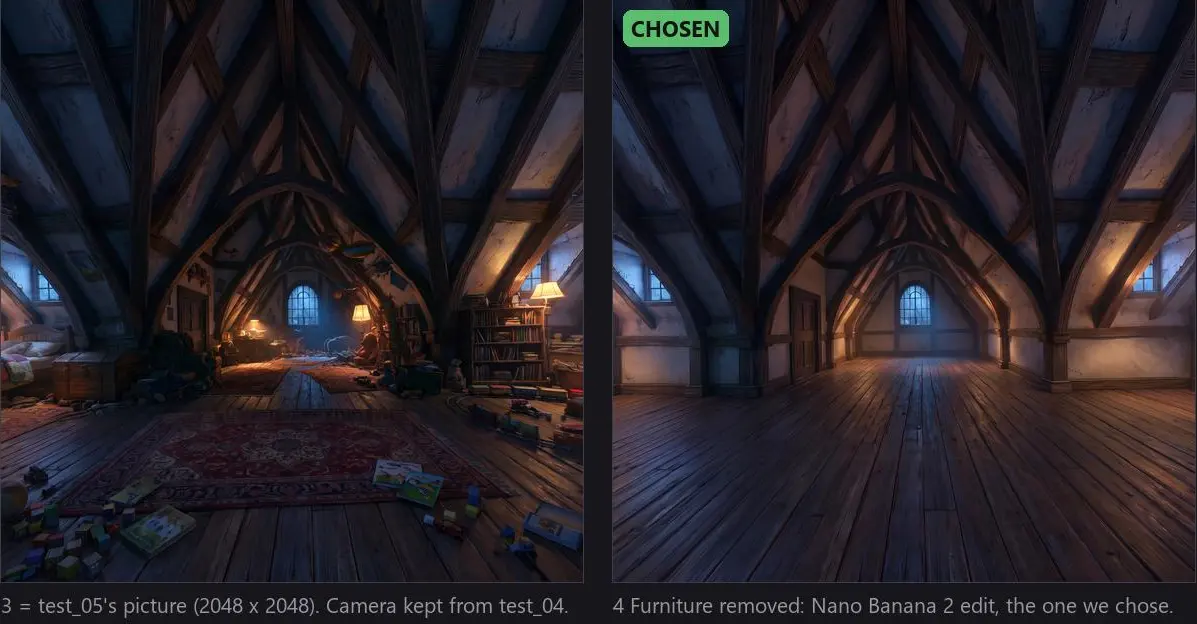 CHOSEN
3 = test_05's picture (2048 x 2048). Camera kept from test_04.
4 Furniture removed: Nano Banana 2 edit, the one we chose.